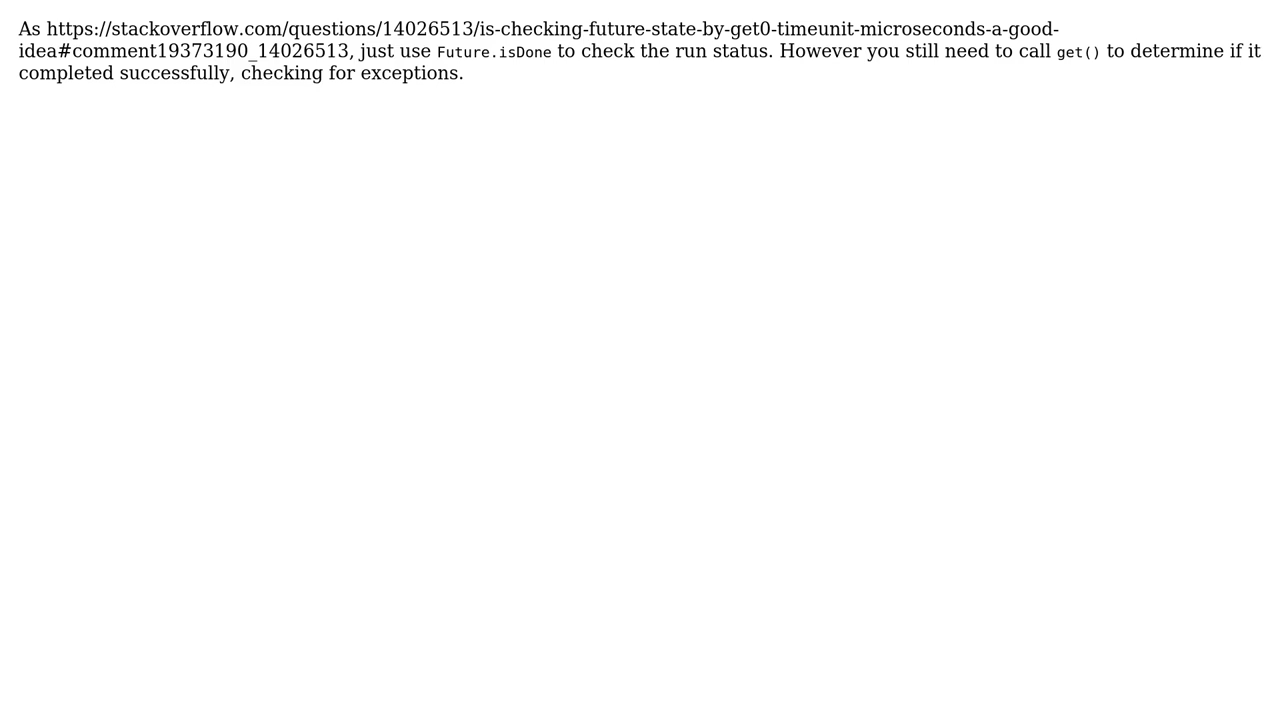 As https://stackoverflow.com/questions/14026513/is-checking-future-state-by-get0-timeunit-microseconds-a-good-
idea#comment19373190_14026513, just use Future.isDone to check the run status. However you still need to call get() to determine if it
completed successfully, checking for exceptions.